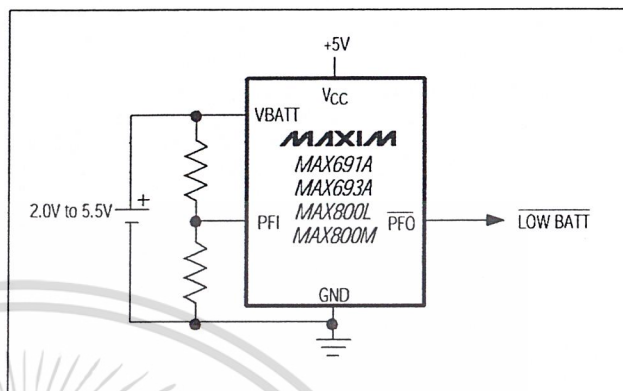 +5V
VCC
VBATT
MAXIM
MAX691A
MAX693A
MAX800L
MAX800M
2.0V to 5.5V
+
PFI
PFO
LOW BATT
GND